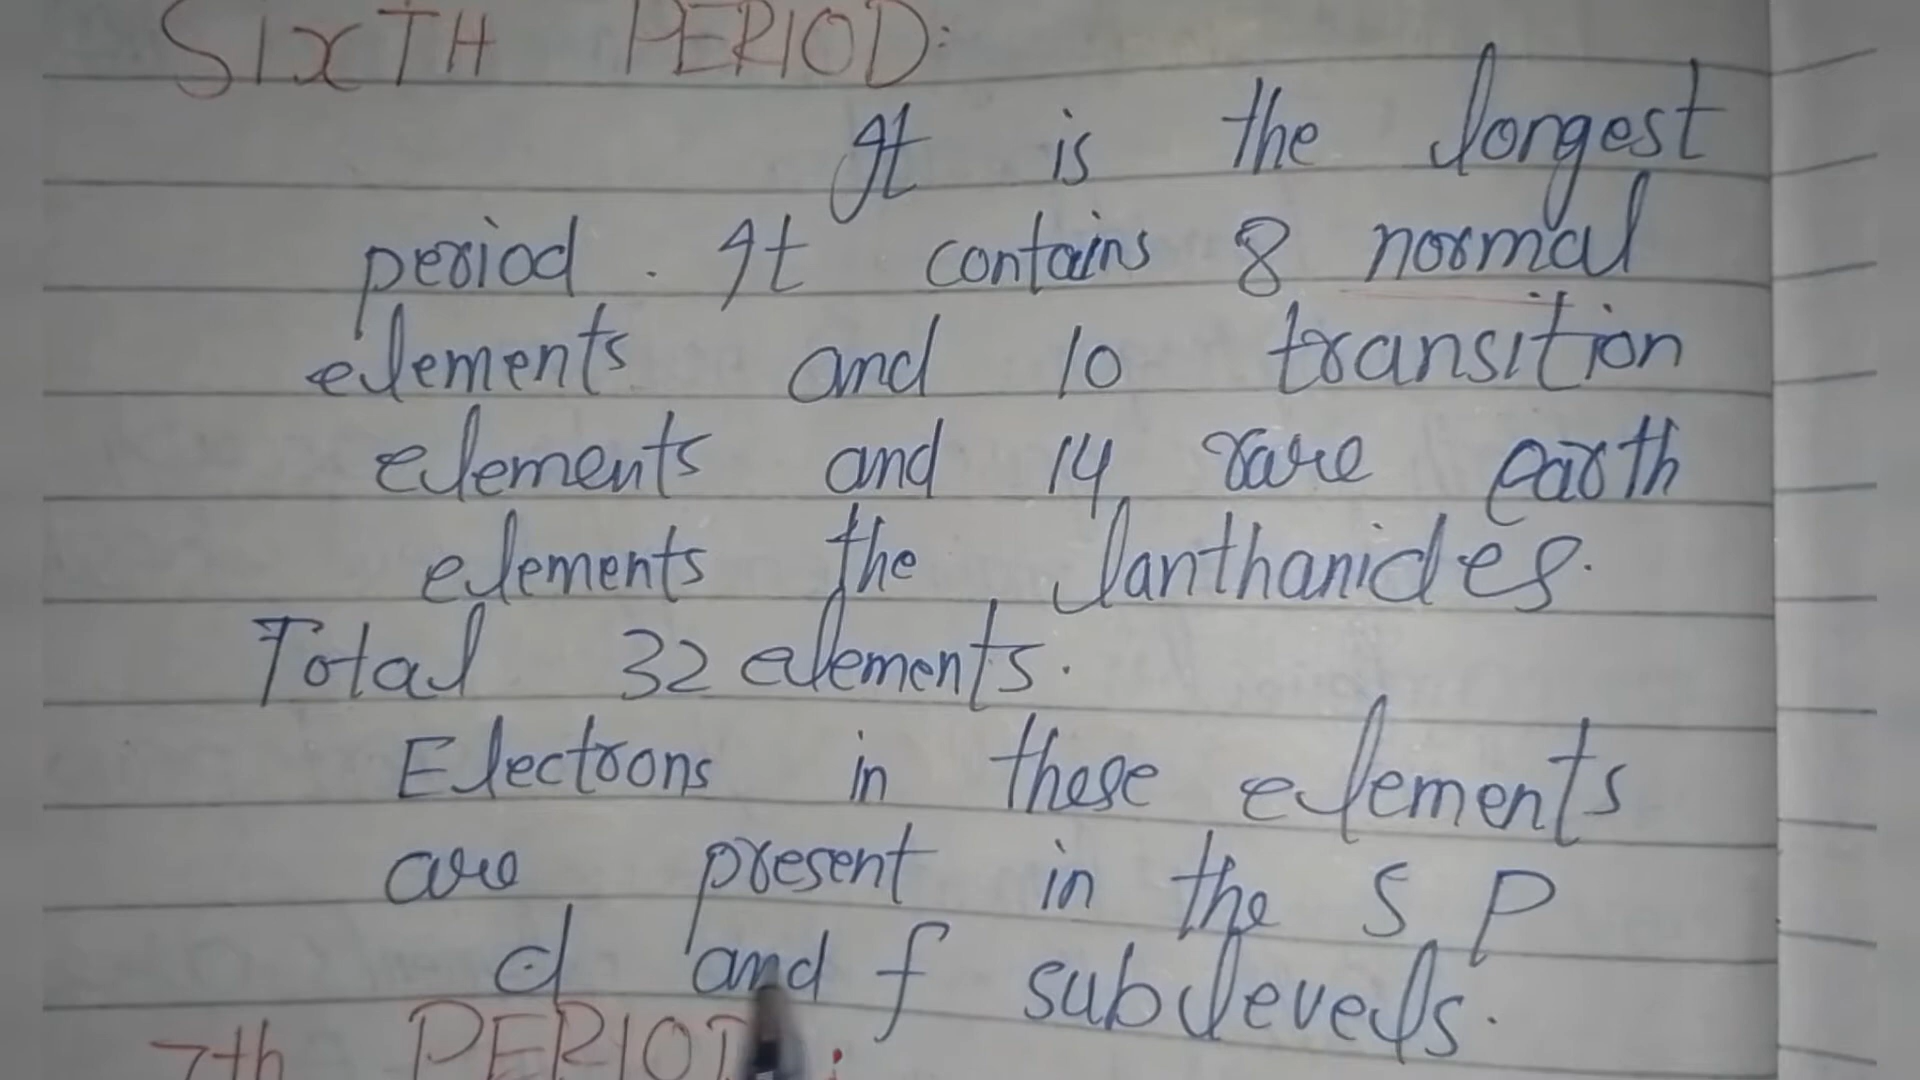 SIXTH PERIOD:
It is the longest
period. It contains 8 normal
elements and 10 transition
elements and 14 rare earth
elements the lanthanides.
Total 32 elements.
Electrons in these elements
are present in the S P
d and f sublevels.
7th PERIOD: